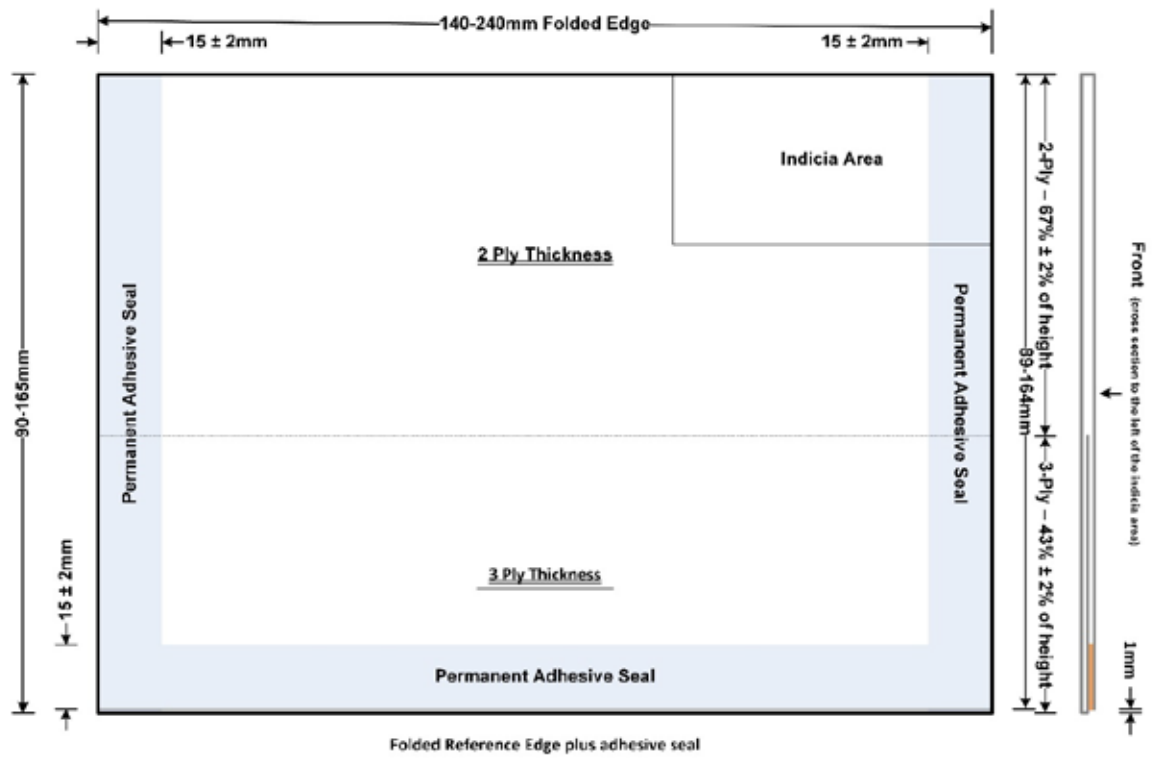 140-240mm Folded Edge
15 ± 2mm
15 ± 2mm
Indicia Area
2 Ply Thickness
Permanent Adhesive Seal
Permanent Adhesive Seal
90-165mm
89-164mm
2-Ply – 67% ± 2% of height
3-Ply – 43% ± 2% of height
Front (cross section to the left of the indicia area)
15 ± 2mm
3 Ply Thickness
1mm
Permanent Adhesive Seal
Folded Reference Edge plus adhesive seal